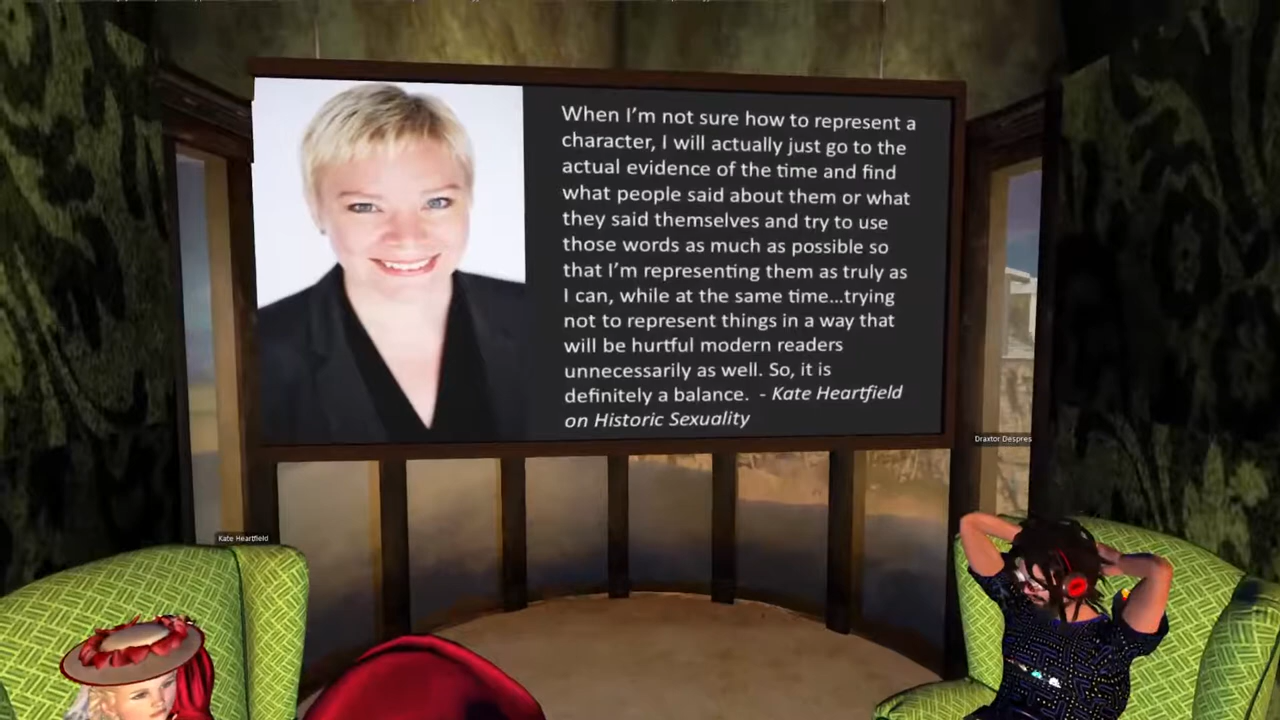 When I'm not sure how to represent a
character, I will actually just go to the
actual evidence of the time and find
what people said about them or what
they said themselves and try to use
those words as much as possible so
that I'm representing them as truly as
I can, while at the same time...trying
not to represent things in a way that
will be hurtful modern readers
unnecessarily as well. So, it is
definitely a balance. - Kate Heartfield
on Historic Sexuality
Draxtor Despres
Kate Heartfield